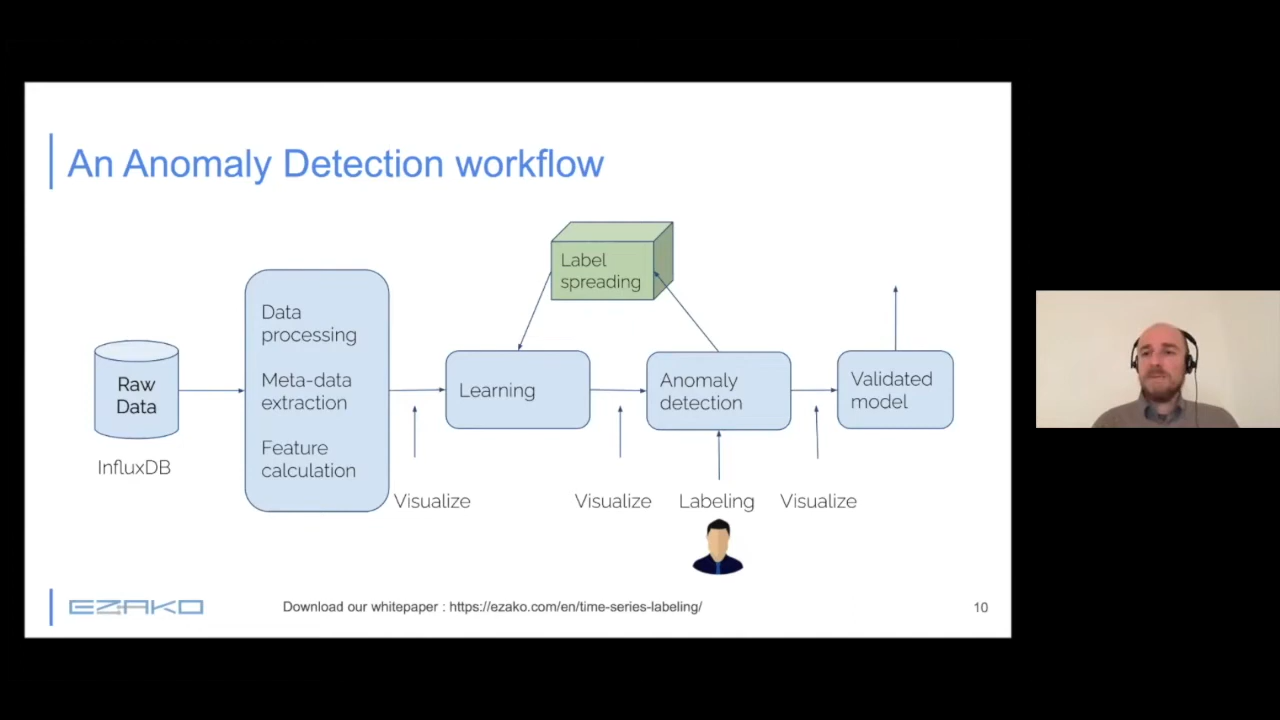 An Anomaly Detection workflow
Label
spreading
Data
processing
Meta-data
extraction
Feature
calculation
Raw
Data
InfluxDB
Learning
Anomaly
detection
Validated
model
Visualize
Visualize
Labeling
Visualize
EZAKO
Download our whitepaper : https://ezako.com/en/time-series-labeling/
10